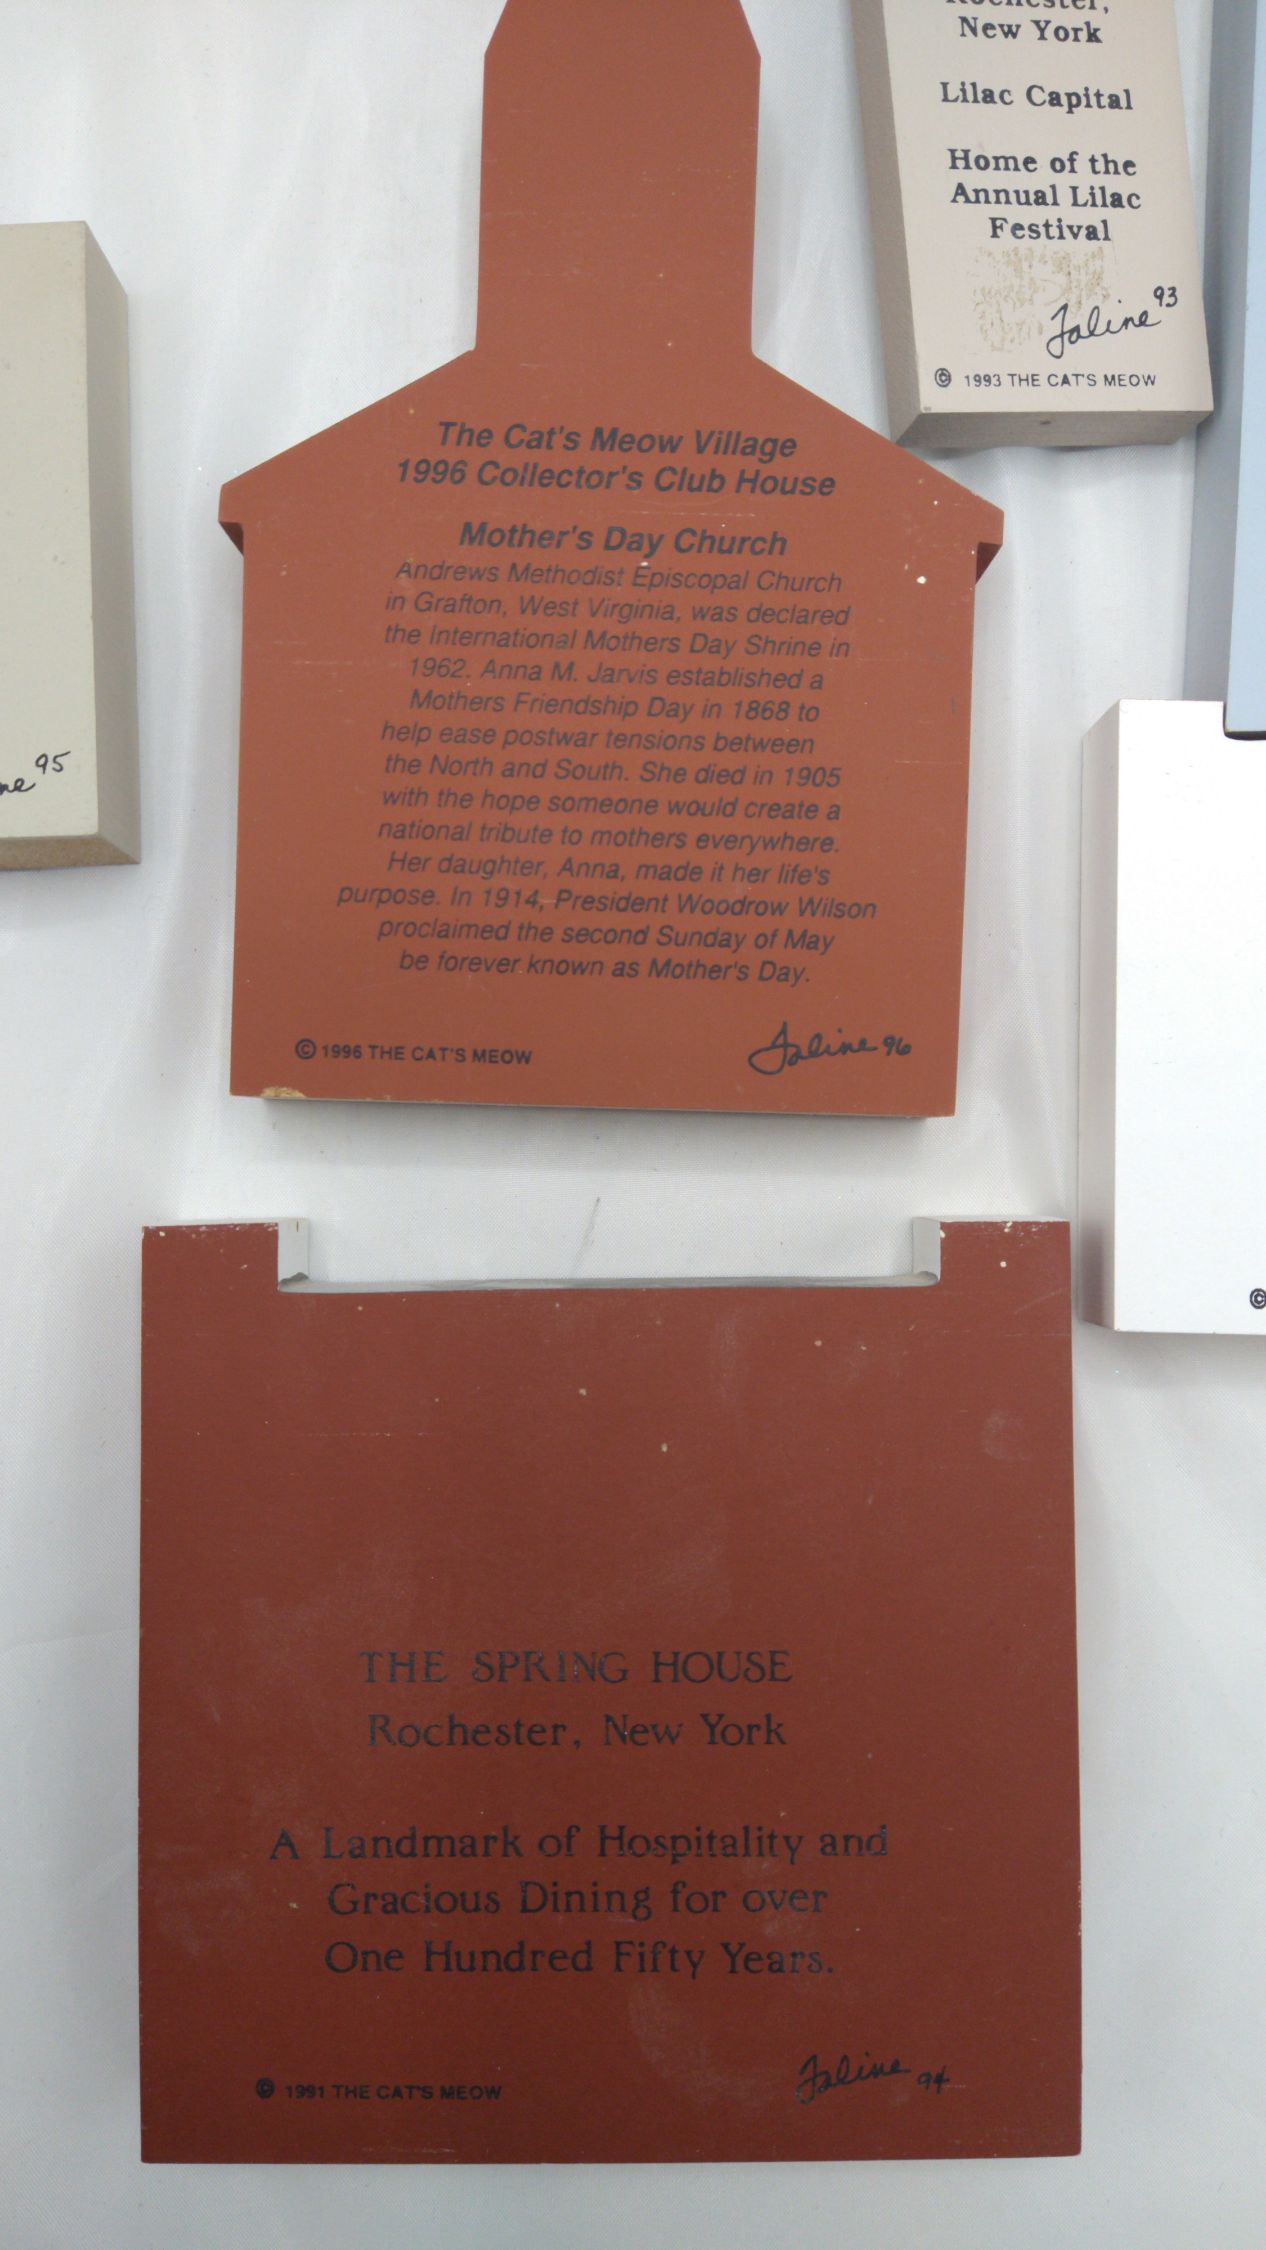 New York
Lilac Capital
Home of the
Annual Lilac
Festival
Faline 93
© 1993 THE CAT'S MEOW
The Cat's Meow Village
1996 Collector's Club House
Mother's Day Church
Andrews Methodist Episcopal Church
in Grafton, West Virginia, was declared
the International Mothers Day Shrine in
1962. Anna M. Jarvis established a
Mothers Friendship Day in 1868 to
help ease postwar tensions between
the North and South. She died in 1905
with the hope someone would create a
national tribute to mothers everywhere.
Her daughter, Anna, made it her life's
purpose. In 1914, President Woodrow Wilson
proclaimed the second Sunday of May
be forever known as Mother's Day.
© 1996 THE CAT'S MEOW
Faline 96
95
©
THE SPRING HOUSE
Rochester, New York
A Landmark of Hospitality and
Gracious Dining for over
One Hundred Fifty Years.
© 1991 THE CAT'S MEOW
Faline 94